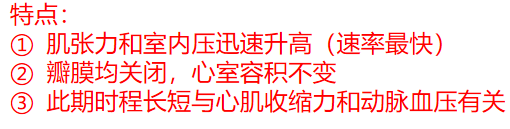 特点：
① 肌张力和室内压迅速升高（速率最快）
② 瓣膜均关闭，心室容积不变
③ 此期时程长短与心肌收缩力和动脉血压有关